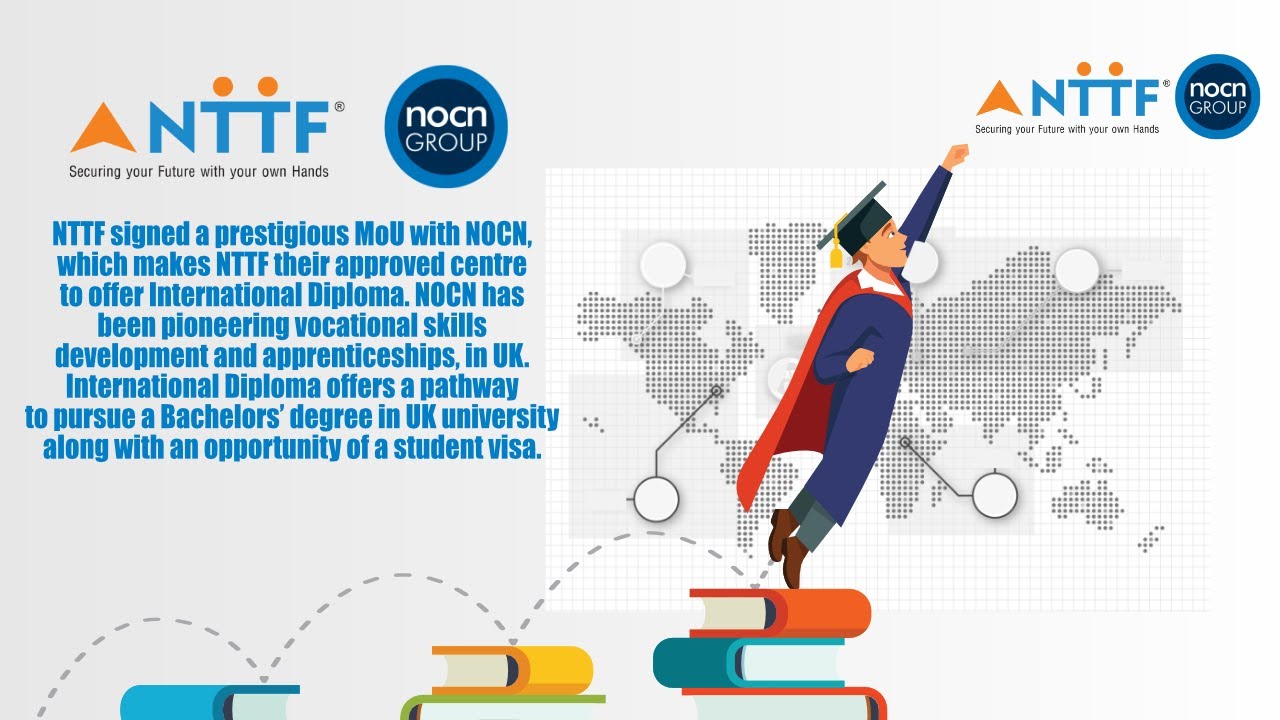 NTTF®
Securing your Future with your own Hands
nocn
GROUP
NTTF®
Securing your Future with your own Hands
nocn
GROUP
NTTF signed a prestigious MoU with NOCN,
which makes NTTF their approved centre
to offer International Diploma. NOCN has
been pioneering vocational skills
development and apprenticeships, in UK.
International Diploma offers a pathway
to pursue a Bachelors’ degree in UK university
along with an opportunity of a student visa.